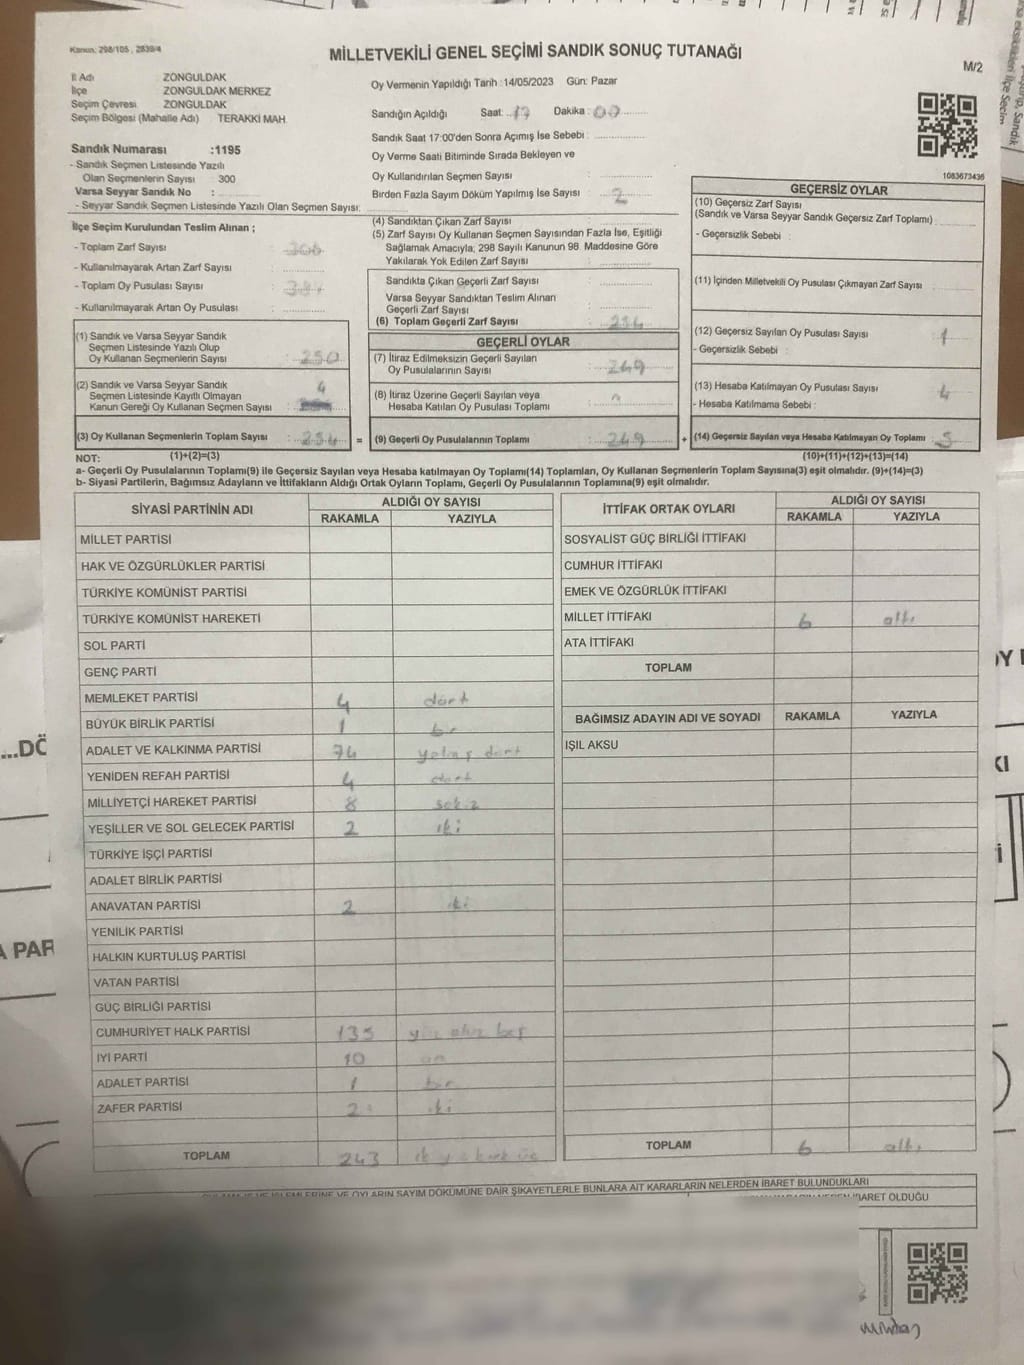 Kanun: 298/105 , 2839/4
MİLLETVEKİLİ GENEL SEÇİMİ SANDIK SONUÇ TUTANAĞI
M/2
İl Adı ZONGULDAK
İlçe ZONGULDAK MERKEZ
Seçim Çevresi ZONGULDAK
Seçim Bölgesi (Mahalle Adı) TERAKKİ MAH.
Sandık Numarası :1195
- Sandık Seçmen Listesinde Yazılı
Olan Seçmenlerin Sayısı 300
Varsa Seyyar Sandık No :
- Seyyar Sandık Seçmen Listesinde Yazılı Olan Seçmen Sayısı:
Oy Vermenin Yapıldığı Tarih :14/05/2023 Gün: Pazar
Sandığın Açıldığı Saat: 17 Dakika : 00
Sandık Saat 17:00'den Sonra Açımış İse Sebebi :
Oy Verme Saati Bitiminde Sırada Bekleyen ve
Oy Kullandırılan Seçmen Sayısı :
Birden Fazla Sayım Döküm Yapılmış İse Sayısı : 2
1083673436
İlçe Seçim Kurulundan Teslim Alınan ;
- Toplam Zarf Sayısı :
- Kullanılmayarak Artan Zarf Sayısı :
- Toplam Oy Pusulası Sayısı :
- Kullanılmayarak Artan Oy Pusulası :
(1) Sandık ve Varsa Seyyar Sandık
Seçmen Listesinde Yazılı Olup
Oy Kullanan Seçmenlerin Sayısı : 250
(2) Sandık ve Varsa Seyyar Sandık 4
Seçmen Listesinde Kayıtlı Olmayan
Kanun Gereği Oy Kullanan Seçmen Sayısı :
(3) Oy Kullanan Seçmenlerin Toplam Sayısı : 254 =
(1)+(2)=(3)
(4) Sandıktan Çıkan Zarf Sayısı :
(5) Zarf Sayısı Oy Kullanan Seçmen Sayısından Fazla İse, Eşitliği
Sağlamak Amacıyla; 298 Sayılı Kanunun 98. Maddesine Göre
Yakılarak Yok Edilen Zarf Sayısı :
Sandıkta Çıkan Geçerli Zarf Sayısı :
Varsa Seyyar Sandıktan Teslim Alınan
Geçerli Zarf Sayısı :
(6) Toplam Geçerli Zarf Sayısı : 254
GEÇERLİ OYLAR
(7) İtiraz Edilmeksizin Geçerli Sayılan
Oy Pusulalarının Sayısı : 249
(8) İtiraz Üzerine Geçerli Sayılan veya
Hesaba Katılan Oy Pusulası Toplamı :
(9) Geçerli Oy Pusulalarının Toplamı : 249 +
GEÇERSİZ OYLAR
(10) Geçersiz Zarf Sayısı
(Sandık ve Varsa Seyyar Sandık Geçersiz Zarf Toplamı) :
- Geçersizlik Sebebi :
(11) İçinden Milletvekili Oy Pusulası Çıkmayan Zarf Sayısı :
(12) Geçersiz Sayılan Oy Pusulası Sayısı : 1
- Geçersizlik Sebebi :
(13) Hesaba Katılmayan Oy Pusulası Sayısı : 4
- Hesaba Katılmama Sebebi :
(14) Geçersiz Sayılan veya Hesaba Katılmayan Oy Toplamı : 5
(10)+(11)+(12)+(13)=(14)
NOT:
a- Geçerli Oy Pusulalarının Toplamı(9) ile Geçersiz Sayılan veya Hesaba katılmayan Oy Toplamı(14) Toplamları, Oy Kullanan Seçmenlerin Toplam Sayısına(3) eşit olmalıdır. (9)+(14)=(3)
b- Siyasi Partilerin, Bağımsız Adayların ve İttifakların Aldığı Ortak Oyların Toplamı, Geçerli Oy Pusulalarının Toplamına(9) eşit olmalıdır.
SİYASİ PARTİNİN ADI ALDIĞI OY SAYISI
RAKAMLA YAZIYLA
MİLLET PARTİSİ
HAK VE ÖZGÜRLÜKLER PARTİSİ
TÜRKİYE KOMÜNİST PARTİSİ
TÜRKİYE KOMÜNİST HAREKETİ
SOL PARTİ
GENÇ PARTİ
MEMLEKET PARTİSİ 4 dört
BÜYÜK BİRLİK PARTİSİ 1 bir
ADALET VE KALKINMA PARTİSİ 74 yetmiş dört
YENİDEN REFAH PARTİSİ 4 dört
MİLLİYETÇİ HAREKET PARTİSİ 8 sekiz
YEŞİLLER VE SOL GELECEK PARTİSİ 2 iki
TÜRKİYE İŞÇİ PARTİSİ
ADALET BİRLİK PARTİSİ
ANAVATAN PARTİSİ 2 iki
YENİLİK PARTİSİ
HALKIN KURTULUŞ PARTİSİ
VATAN PARTİSİ
GÜÇ BİRLİĞİ PARTİSİ
CUMHURİYET HALK PARTİSİ 135 yüz otuz beş
İYİ PARTİ 10 on
ADALET PARTİSİ 1 bir
ZAFER PARTİSİ 2 iki
TOPLAM 243 iki yüz kırk üç
İTTİFAK ORTAK OYLARI ALDIĞI OY SAYISI
RAKAMLA YAZIYLA
SOSYALİST GÜÇ BİRLİĞİ İTTİFAKI
CUMHUR İTTİFAKI
EMEK VE ÖZGÜRLÜK İTTİFAKI
MİLLET İTTİFAKI 6 altı
ATA İTTİFAKI
TOPLAM
BAĞIMSIZ ADAYIN ADI VE SOYADI RAKAMLA YAZIYLA
IŞIL AKSU
TOPLAM 6 altı
OYLARIN SAYIM DÖKÜMÜNE DAİR ŞİKAYETLERLE BUNLARA AİT KARARLARIN NELERDEN İBARET BULUNDUKLARI
İBARET OLDUĞU
...DÖ
A PAR